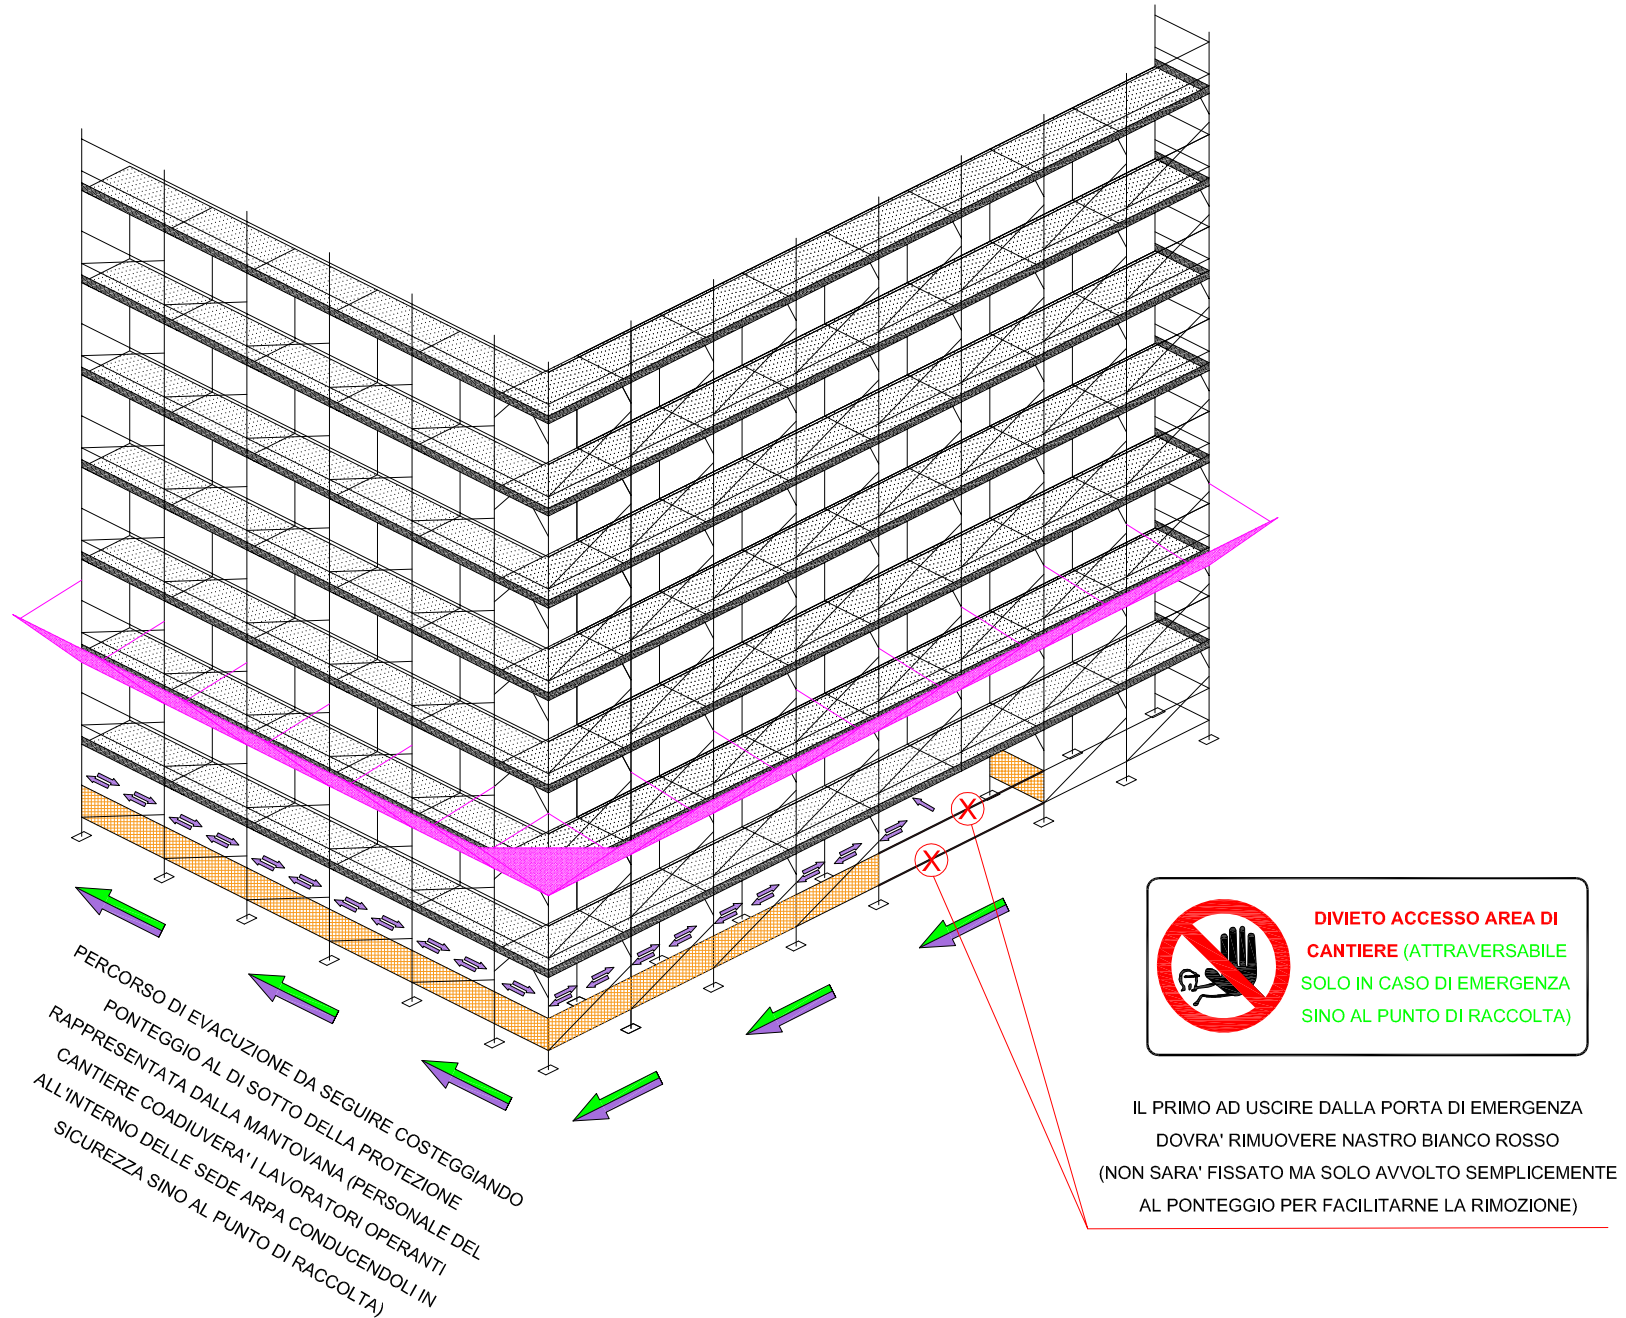 DIVIETO ACCESSO AREA DI
CANTIERE (ATTRAVERSABILE
SOLO IN CASO DI EMERGENZA
SINO AL PUNTO DI RACCOLTA)
IL PRIMO AD USCIRE DALLA PORTA DI EMERGENZA
DOVRA' RIMUOVERE NASTRO BIANCO ROSSO
(NON SARA' FISSATO MA SOLO AVVOLTO SEMPLICEMENTE
AL PONTEGGIO PER FACILITARNE LA RIMOZIONE)
PERCORSO DI EVACUZIONE DA SEGUIRE COSTEGGIANDO
PONTEGGIO AL DI SOTTO DELLA PROTEZIONE
RAPPRESENTATA DALLA MANTOVANA (PERSONALE DEL
CANTIERE COADIUVERA' I LAVORATORI OPERANTI
ALL'INTERNO DELLE SEDE ARPA CONDUCENDOLI IN
SICUREZZA SINO AL PUNTO DI RACCOLTA)
X
X